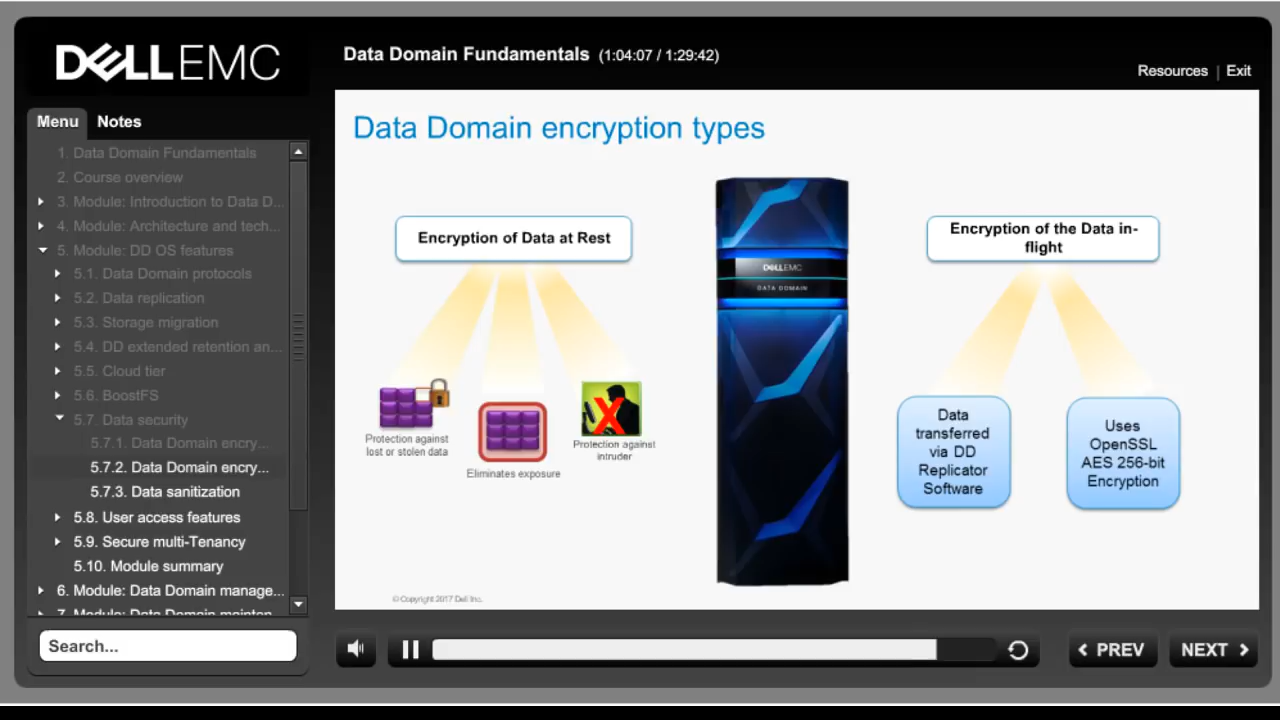 DELLEMC
Data Domain Fundamentals (1:04:07 / 1:29:42)
Resources | Exit
Menu Notes
1. Data Domain Fundamentals
2. Course overview
3. Module: Introduction to Data D...
4. Module: Architecture and tech...
5. Module: DD OS features
5.1. Data Domain protocols
5.2. Data replication
5.3. Storage migration
5.4. DD extended retention an...
5.5. Cloud tier
5.6. BoostFS
5.7. Data security
5.7.1. Data Domain encry...
5.7.2. Data Domain encry...
5.7.3. Data sanitization
5.8. User access features
5.9. Secure multi-Tenancy
5.10. Module summary
6. Module: Data Domain manage...
7. Module: Data Domain mainten...
Search...
Data Domain encryption types
Encryption of Data at Rest
Protection against
lost or stolen data
Eliminates exposure
Protection against
intruder
DELLEMC
DATA DOMAIN
Encryption of the Data in-
flight
Data
transferred
via DD
Replicator
Software
Uses
OpenSSL
AES 256-bit
Encryption
© Copyright 2017 Dell Inc.
< PREV
NEXT >